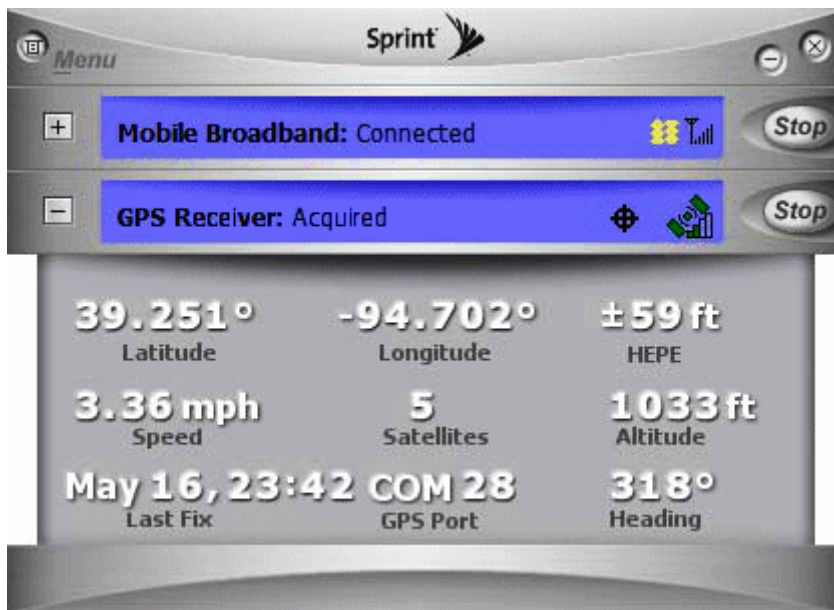 Sprint
Menu
Mobile Broadband: Connected
Stop
GPS Receiver: Acquired
Stop
39.251° -94.702° ±59 ft
Latitude Longitude HEPE
3.36 mph 5 1033 ft
Speed Satellites Altitude
May 16, 23:42 COM 28 318°
Last Fix GPS Port Heading